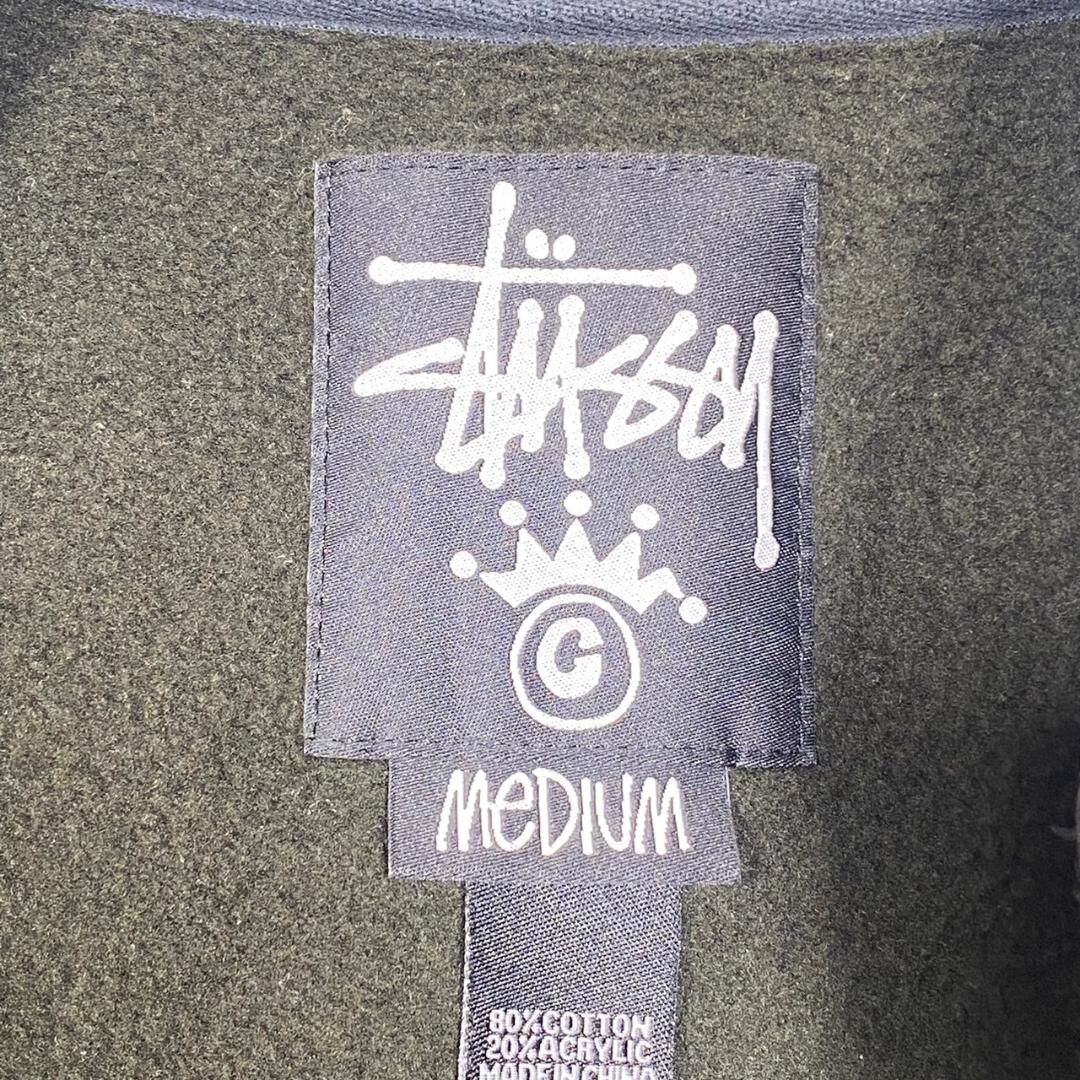 Stüssy
C
MeDIUM
80%COTTON
20%ACRYLIC
MADE IN CHINA